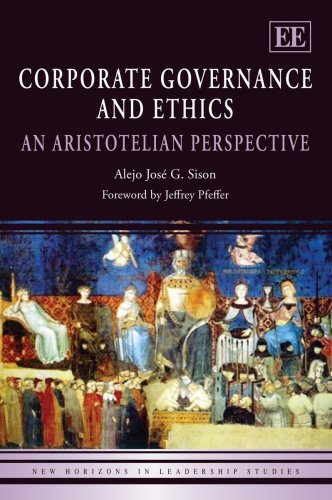 EE
CORPORATE GOVERNANCE
AND ETHICS
AN ARISTOTELIAN PERSPECTIVE
Alejo José G. Sison
Foreword by Jeffrey Pfeffer
NEW HORIZONS IN LEADERSHIP STUDIES